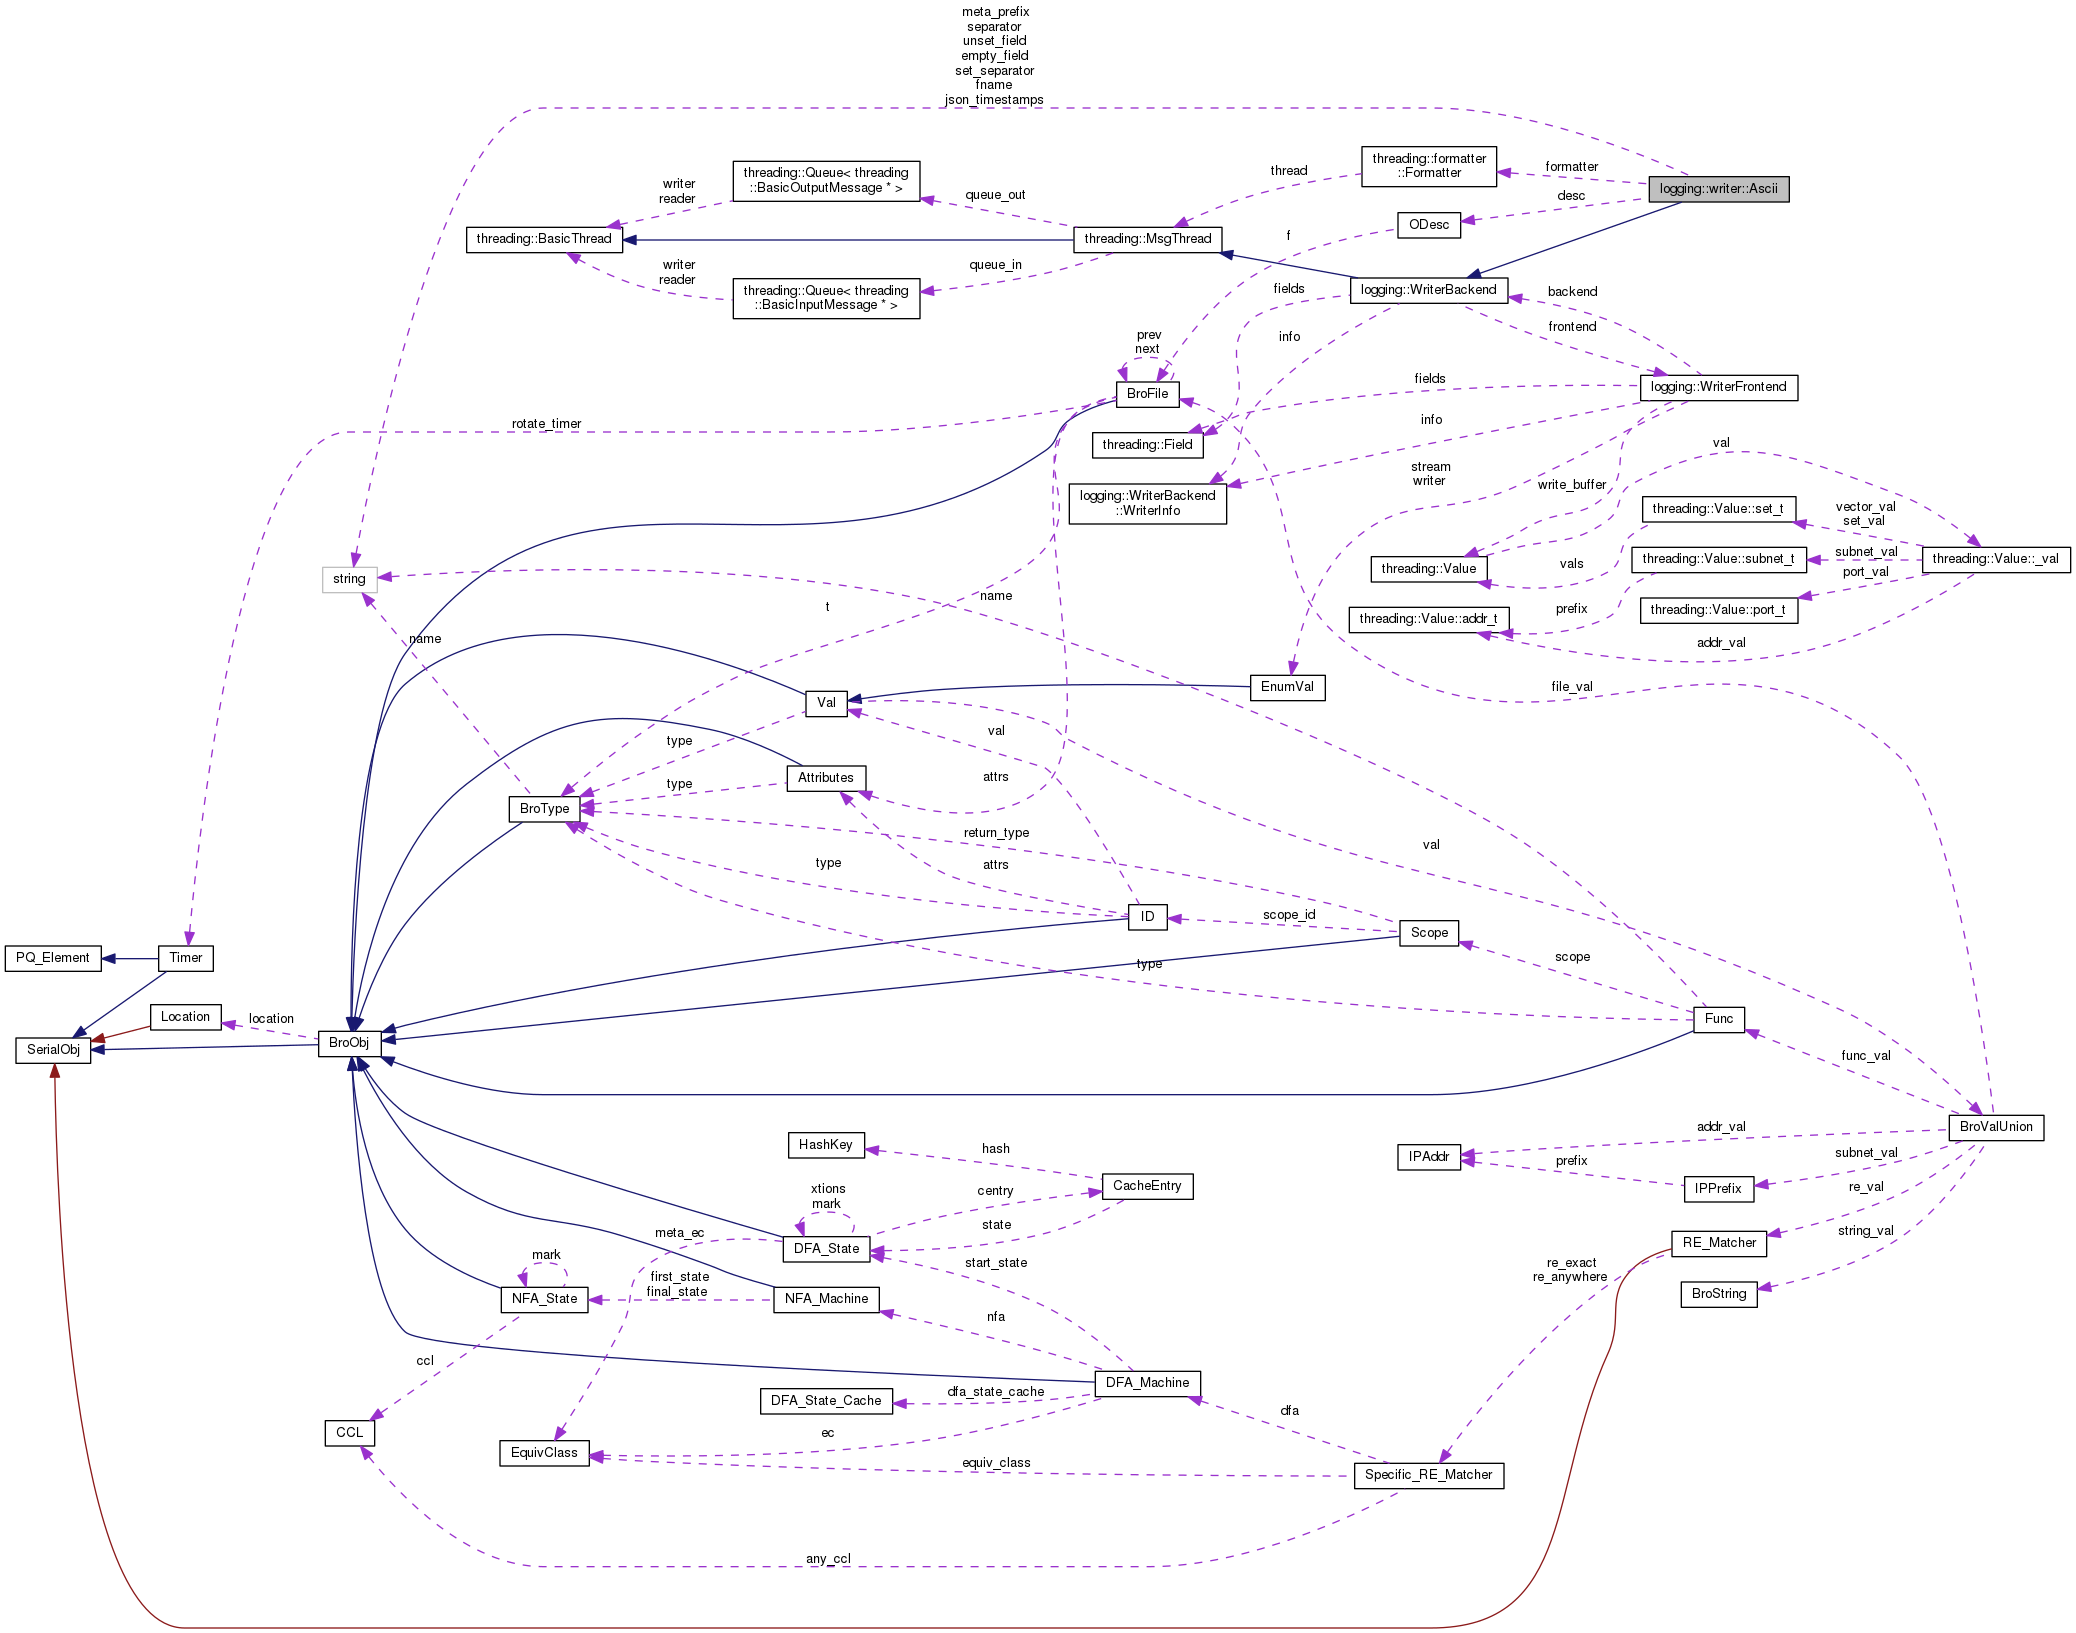 meta_prefix
separator
unset_field
empty_field
set_separator
fname
json_timestamps
threading::formatter
::Formatter
formatter
logging::writer::Ascii
thread
threading::Queue< threading
::BasicOutputMessage * >
writer
reader
queue_out
desc
ODesc
f
threading::BasicThread
threading::MsgThread
writer
reader
queue_in
threading::Queue< threading
::BasicInputMessage * >
fields
logging::WriterBackend
backend
frontend
info
prev
next
BroFile
fields
logging::WriterFrontend
rotate_timer
info
threading::Field
val
stream
writer
write_buffer
logging::WriterBackend
::WriterInfo
threading::Value::set_t
vector_val
set_val
string
threading::Value
vals
threading::Value::subnet_t
subnet_val
threading::Value::_val
port_val
name
t
name
prefix
threading::Value::port_t
threading::Value::addr_t
addr_val
EnumVal
file_val
Val
val
type
Attributes
type
attrs
BroType
return_type
val
type
attrs
ID
scope_id
Scope
PQ_Element
Timer
type
scope
Location
location
Func
SerialObj
BroObj
func_val
BroValUnion
HashKey
hash
addr_val
IPAddr
prefix
subnet_val
IPPrefix
re_val
xtions
mark
centry
CacheEntry
state
meta_ec
DFA_State
string_val
RE_Matcher
mark
first_state
final_state
start_state
re_exact
re_anywhere
NFA_State
NFA_Machine
BroString
nfa
ccl
DFA_Machine
DFA_State_Cache
dfa_state_cache
dfa
CCL
EquivClass
ec
equiv_class
Specific_RE_Matcher
any_ccl